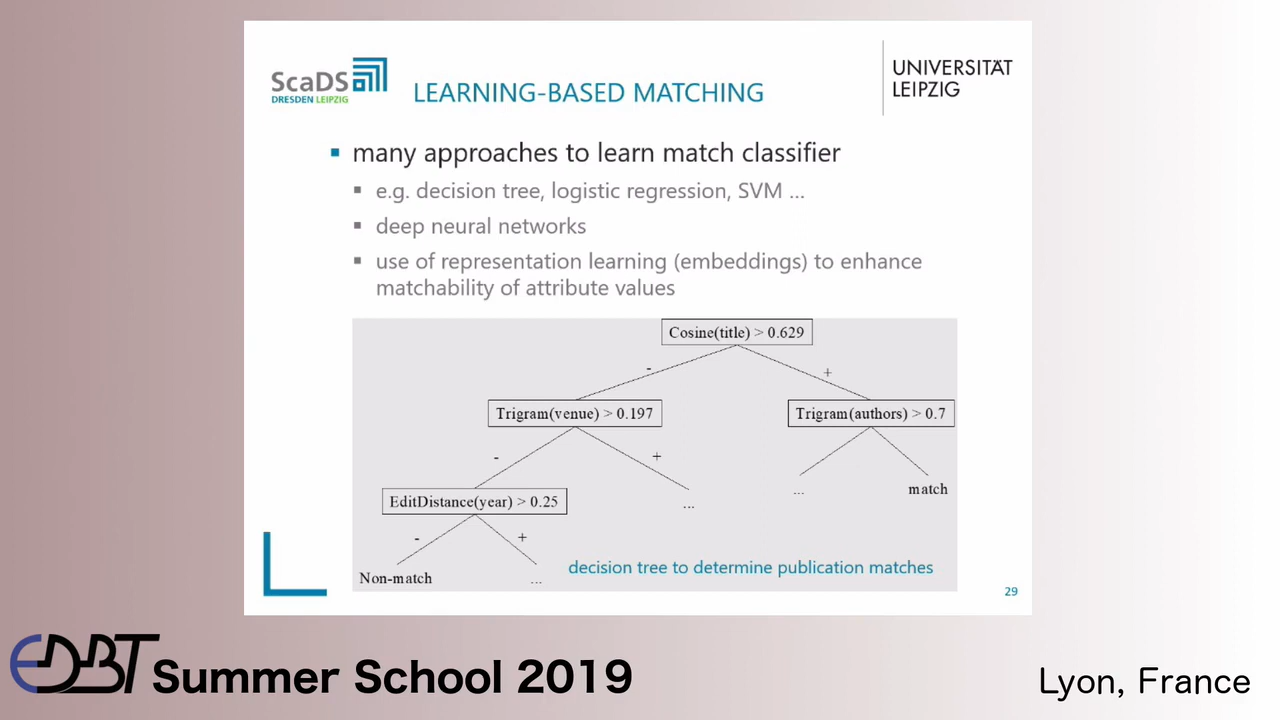 ScaDS
DRESDEN LEIPZIG
LEARNING-BASED MATCHING
UNIVERSITÄT
LEIPZIG
▪ many approaches to learn match classifier
▪ e.g. decision tree, logistic regression, SVM ...
▪ deep neural networks
▪ use of representation learning (embeddings) to enhance
matchability of attribute values
Cosine(title) > 0.629
- +
Trigram(venue) > 0.197
Trigram(authors) > 0.7
- +
... match
EditDistance(year) > 0.25
...
- +
Non-match
...
decision tree to determine publication matches
29
EDBT Summer School 2019
Lyon, France